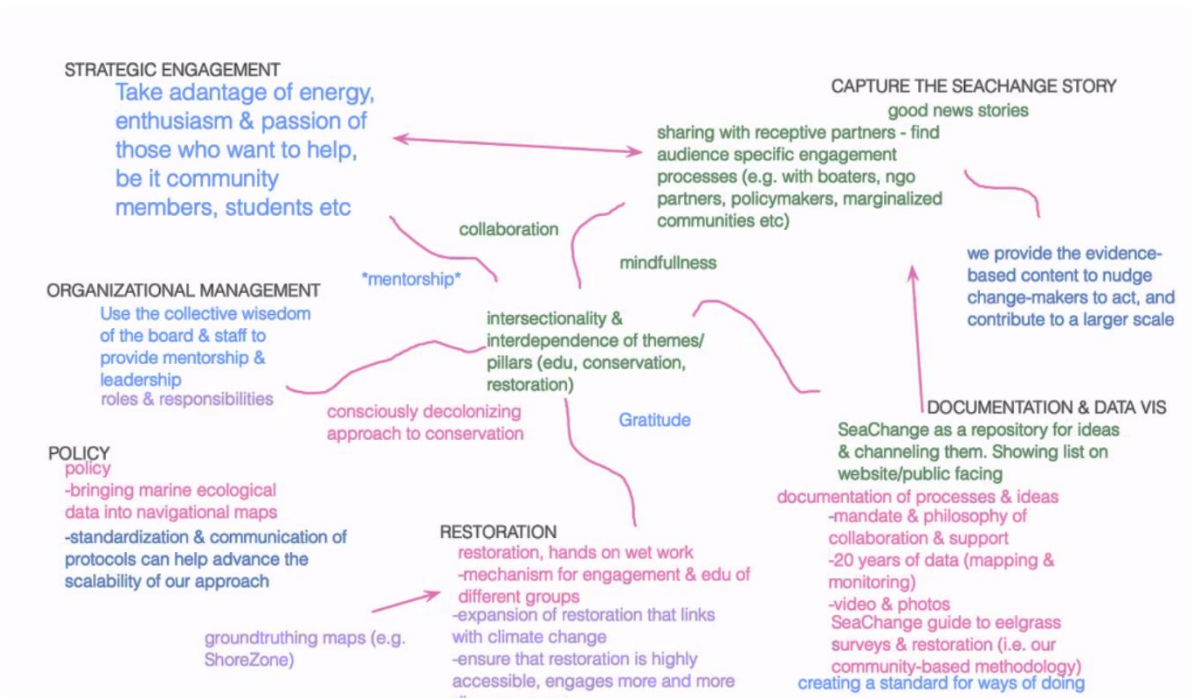 STRATEGIC ENGAGEMENT
Take adantage of energy,
enthusiasm & passion of
those who want to help,
be it community
members, students etc
CAPTURE THE SEACHANGE STORY
good news stories
sharing with receptive partners - find
audience specific engagement
processes (e.g. with boaters, ngo
partners, policymakers, marginalized
communities etc)
collaboration
mindfullness
*mentorship*
we provide the evidence-
based content to nudge
change-makers to act, and
contribute to a larger scale
ORGANIZATIONAL MANAGEMENT
Use the collective wisedom
of the board & staff to
provide mentorship &
leadership
roles & responsibilities
intersectionality &
interdependence of themes/
pillars (edu, conservation,
restoration)
consciously decolonizing
approach to conservation
Gratitude
DOCUMENTATION & DATA VIS
SeaChange as a repository for ideas
& channeling them. Showing list on
website/public facing
documentation of processes & ideas
-mandate & philosophy of
collaboration & support
-20 years of data (mapping &
monitoring)
-video & photos
SeaChange guide to eelgrass
surveys & restoration (i.e. our
community-based methodology)
creating a standard for ways of doing
POLICY
policy
-bringing marine ecological
data into navigational maps
-standardization & communication of
protocols can help advance the
scalability of our approach
RESTORATION
restoration, hands on wet work
-mechanism for engagement & edu of
different groups
-expansion of restoration that links
with climate change
-ensure that restoration is highly
accessible, engages more and more
groundtruthing maps (e.g.
ShoreZone)